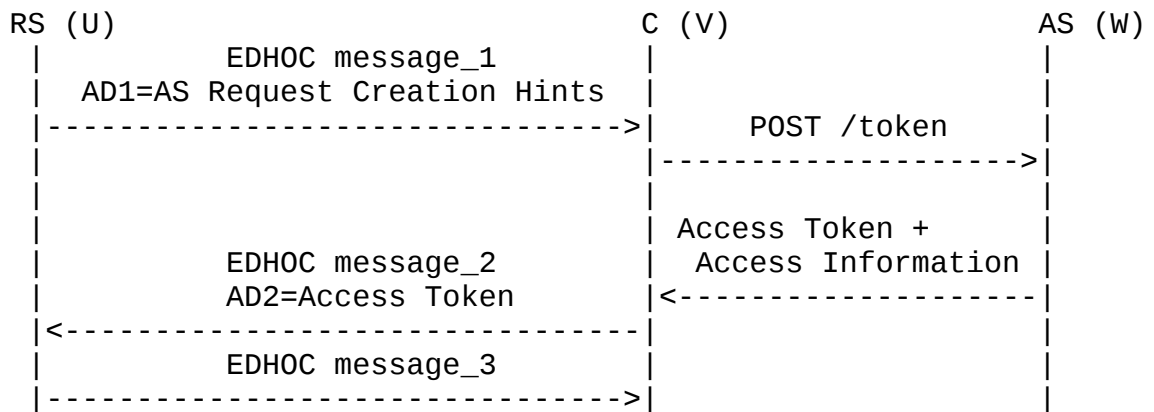 RS (U) C (V) AS (W)
EDHOC message_1
AD1=AS Request Creation Hints
POST /token
Access Token +
EDHOC message_2 Access Information
AD2=Access Token
EDHOC message_3